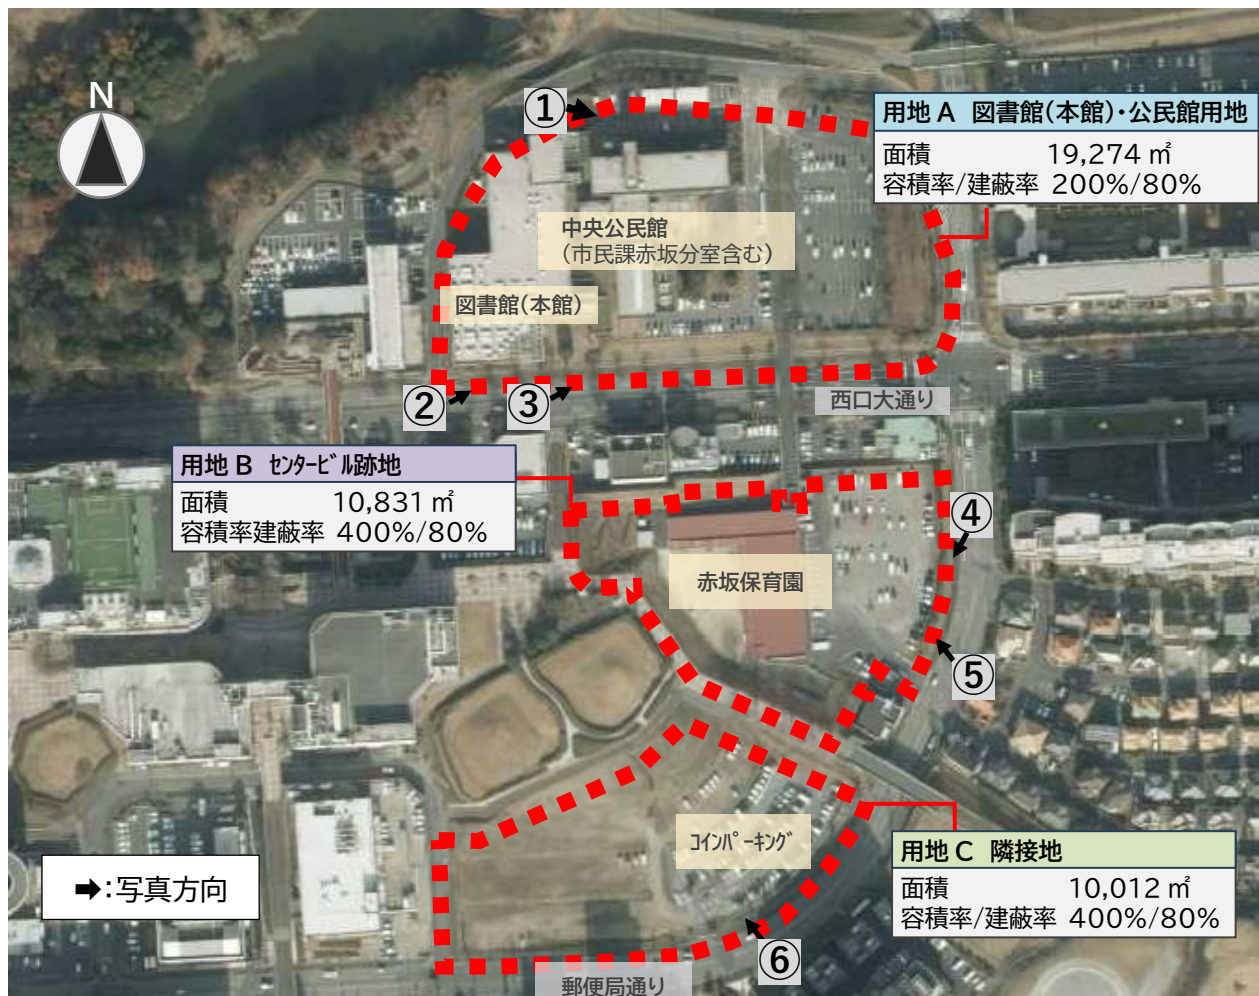 N
①
用地 A 図書館(本館)・公民館用地
面積 19,274 ㎡
容積率/建蔽率 200%/80%
中央公民館
(市民課赤坂分室含む)
図書館(本館)
②
③
西口大通り
用地 B ｾﾝﾀｰﾋﾞﾙ跡地
面積 10,831 ㎡
容積率建蔽率 400%/80%
④
赤坂保育園
⑤
ｺｲﾝﾊﾟｰｷﾝｸﾞ
用地 C 隣接地
面積 10,012 ㎡
容積率/建蔽率 400%/80%
➡:写真方向
⑥
郵便局通り